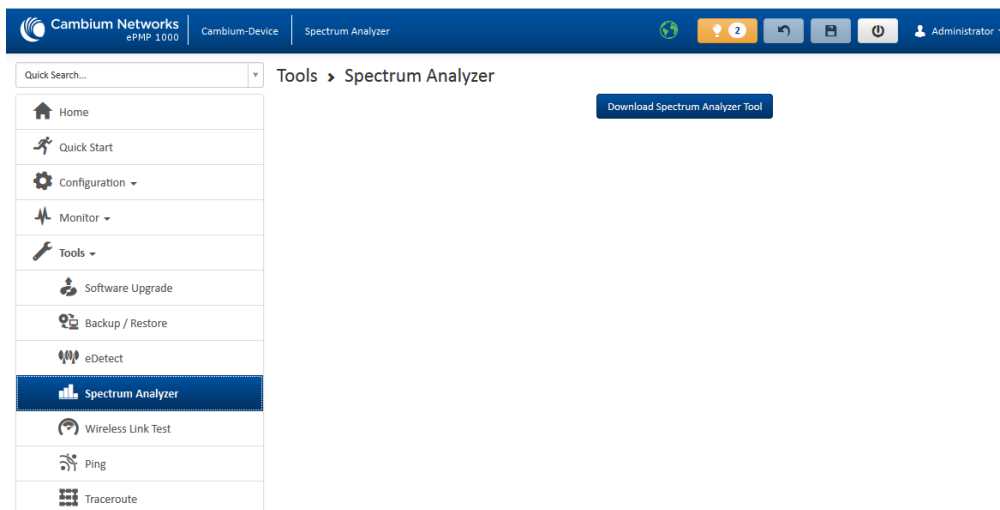 Cambium Networks
ePMP 1000
Cambium-Device
Spectrum Analyzer
2
Administrator
Quick Search...
Tools > Spectrum Analyzer
Download Spectrum Analyzer Tool
Home
Quick Start
Configuration
Monitor
Tools
Software Upgrade
Backup / Restore
eDetect
Spectrum Analyzer
Wireless Link Test
Ping
Traceroute